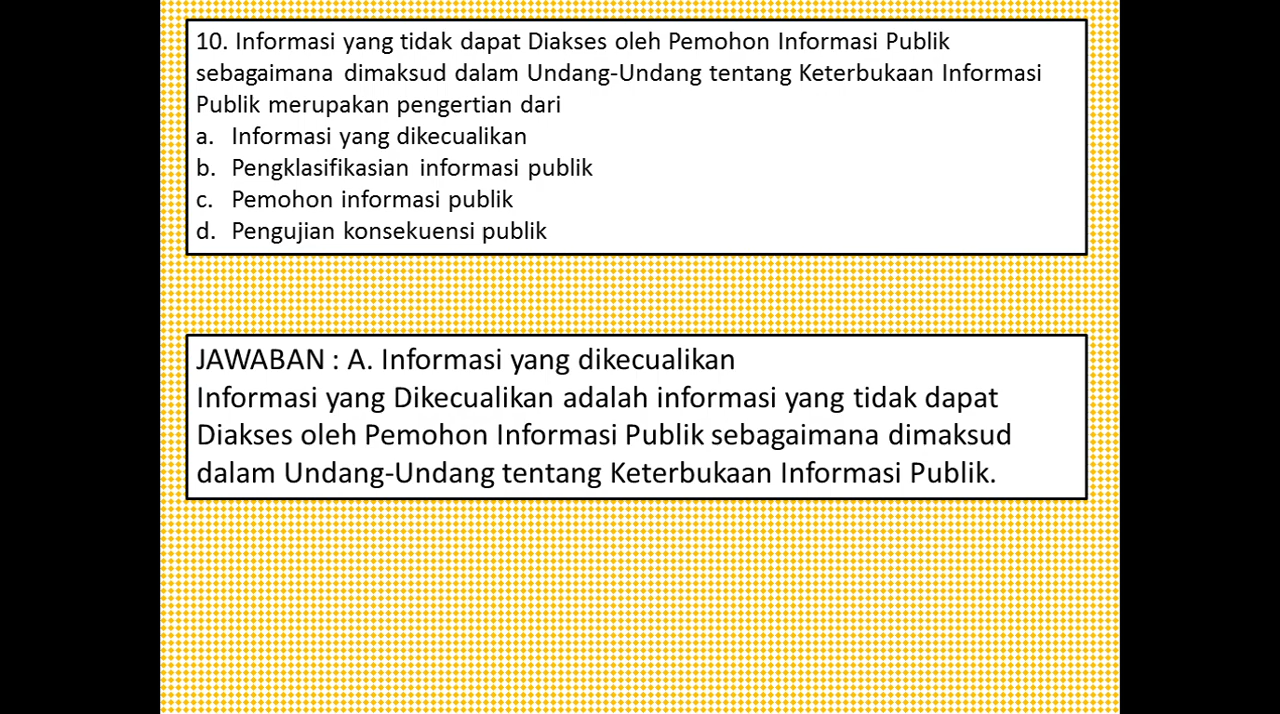 10. Informasi yang tidak dapat Diakses oleh Pemohon Informasi Publik
sebagaimana dimaksud dalam Undang-Undang tentang Keterbukaan Informasi
Publik merupakan pengertian dari
a. Informasi yang dikecualikan
b. Pengklasifikasian informasi publik
c. Pemohon informasi publik
d. Pengujian konsekuensi publik
JAWABAN : A. Informasi yang dikecualikan
Informasi yang Dikecualikan adalah informasi yang tidak dapat
Diakses oleh Pemohon Informasi Publik sebagaimana dimaksud
dalam Undang-Undang tentang Keterbukaan Informasi Publik.